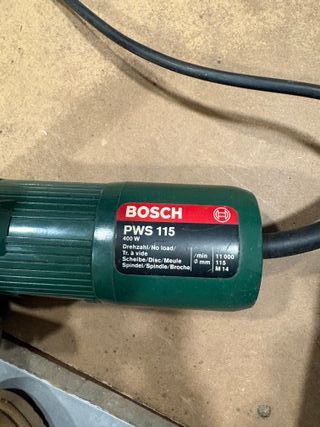 BOSCH
PWS 115
400 W
Drehzahl/No load/
Tr. à vide /min 11 000
Scheibe/Disc/Meule ø mm 115
Spindel/Spindle/Broche M 14